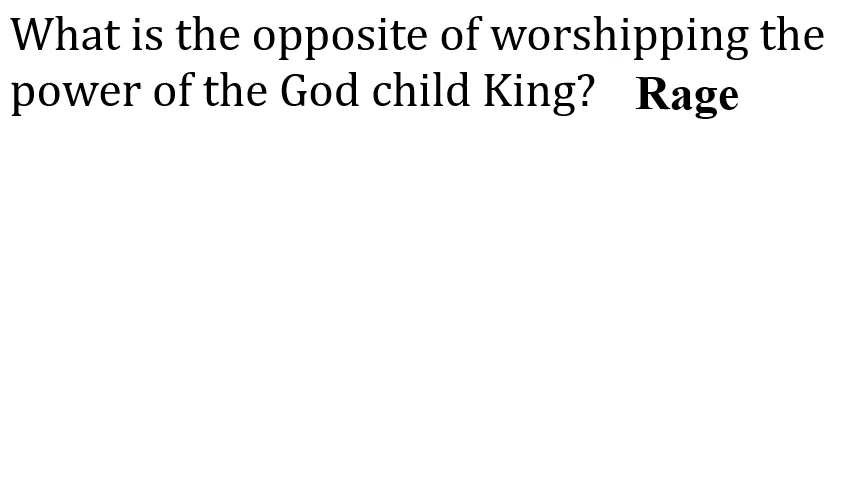 What is the opposite of worshipping the
power of the God child King? Rage